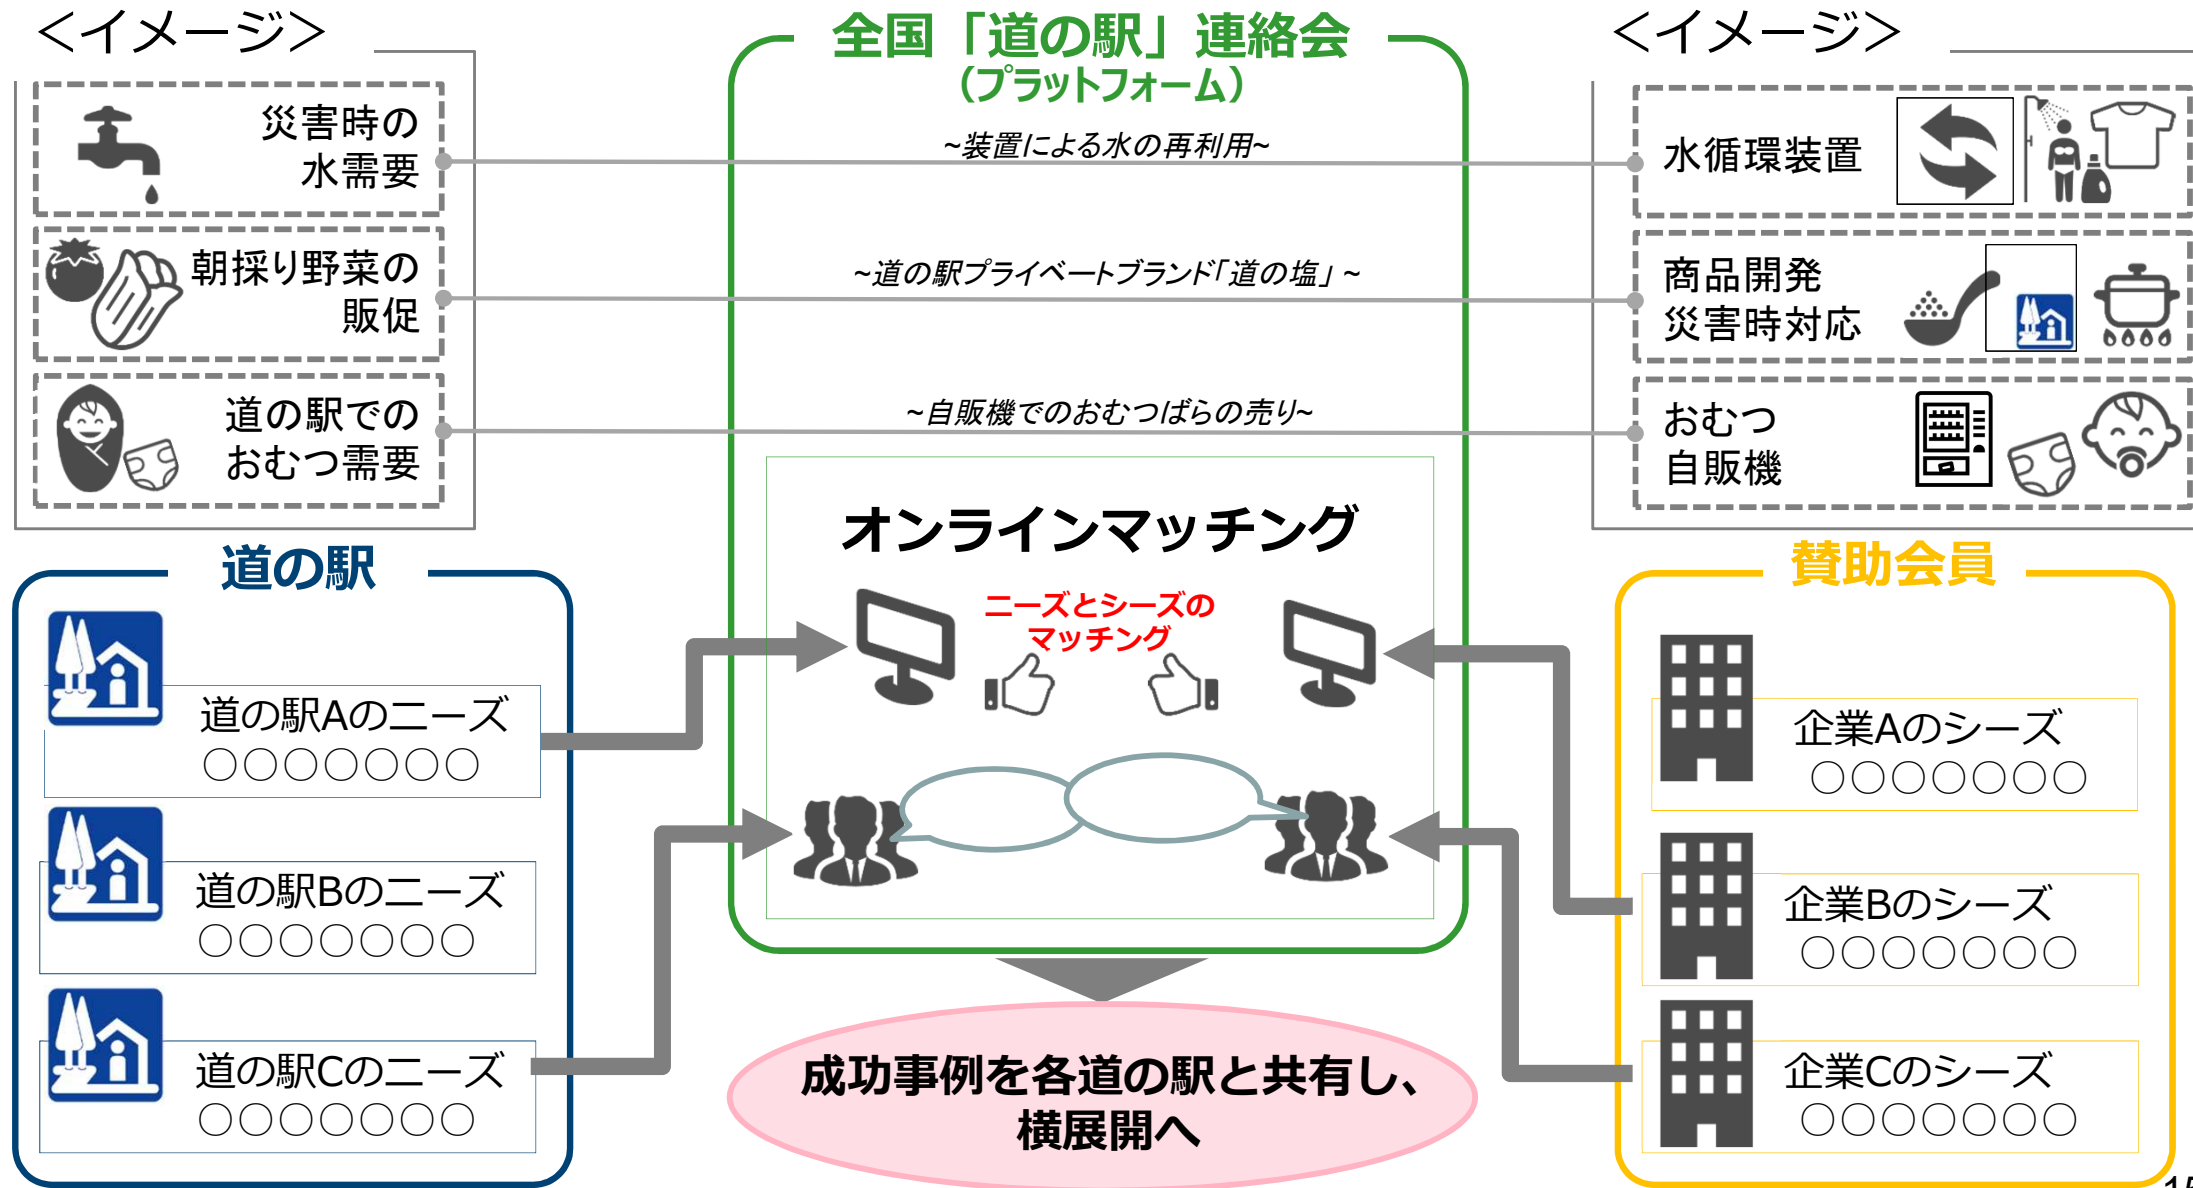 ＜イメージ＞
災害時の
水需要
朝採り野菜の
販促
道の駅での
おむつ需要
全国「道の駅」連絡会
（プラットフォーム）
~装置による水の再利用~
~道の駅プライベートブランド「道の塩」~
~自販機でのおむつばらの売り~
＜イメージ＞
水循環装置
商品開発
災害時対応
おむつ
自販機
道の駅
道の駅Aのニーズ
○○○○○○○
道の駅Bのニーズ
○○○○○○○
道の駅Cのニーズ
○○○○○○○
オンラインマッチング
ニーズとシーズの
マッチング
賛助会員
企業Aのシーズ
○○○○○○○
企業Bのシーズ
○○○○○○○
企業Cのシーズ
○○○○○○○
成功事例を各道の駅と共有し、
横展開へ